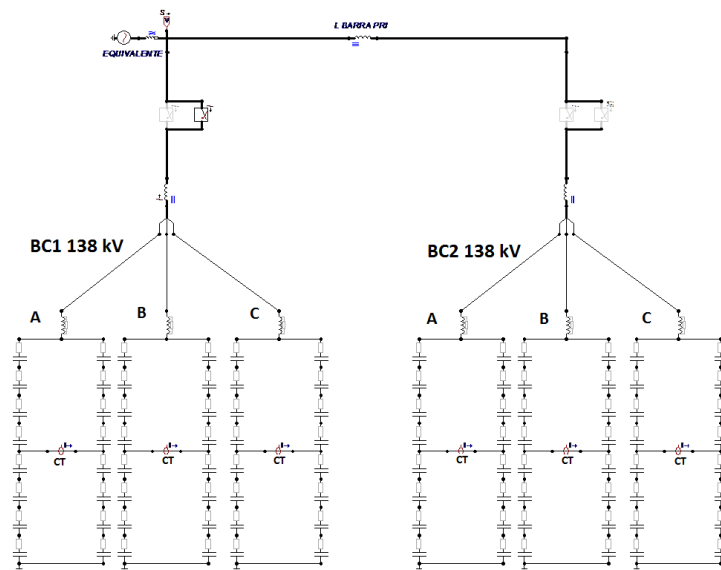 L BARRA PRI
EQUIVALENTE
BC1 138 kV
BC2 138 kV
A
B
C
A
B
C
CT
CT
CT
CT
CT
CT